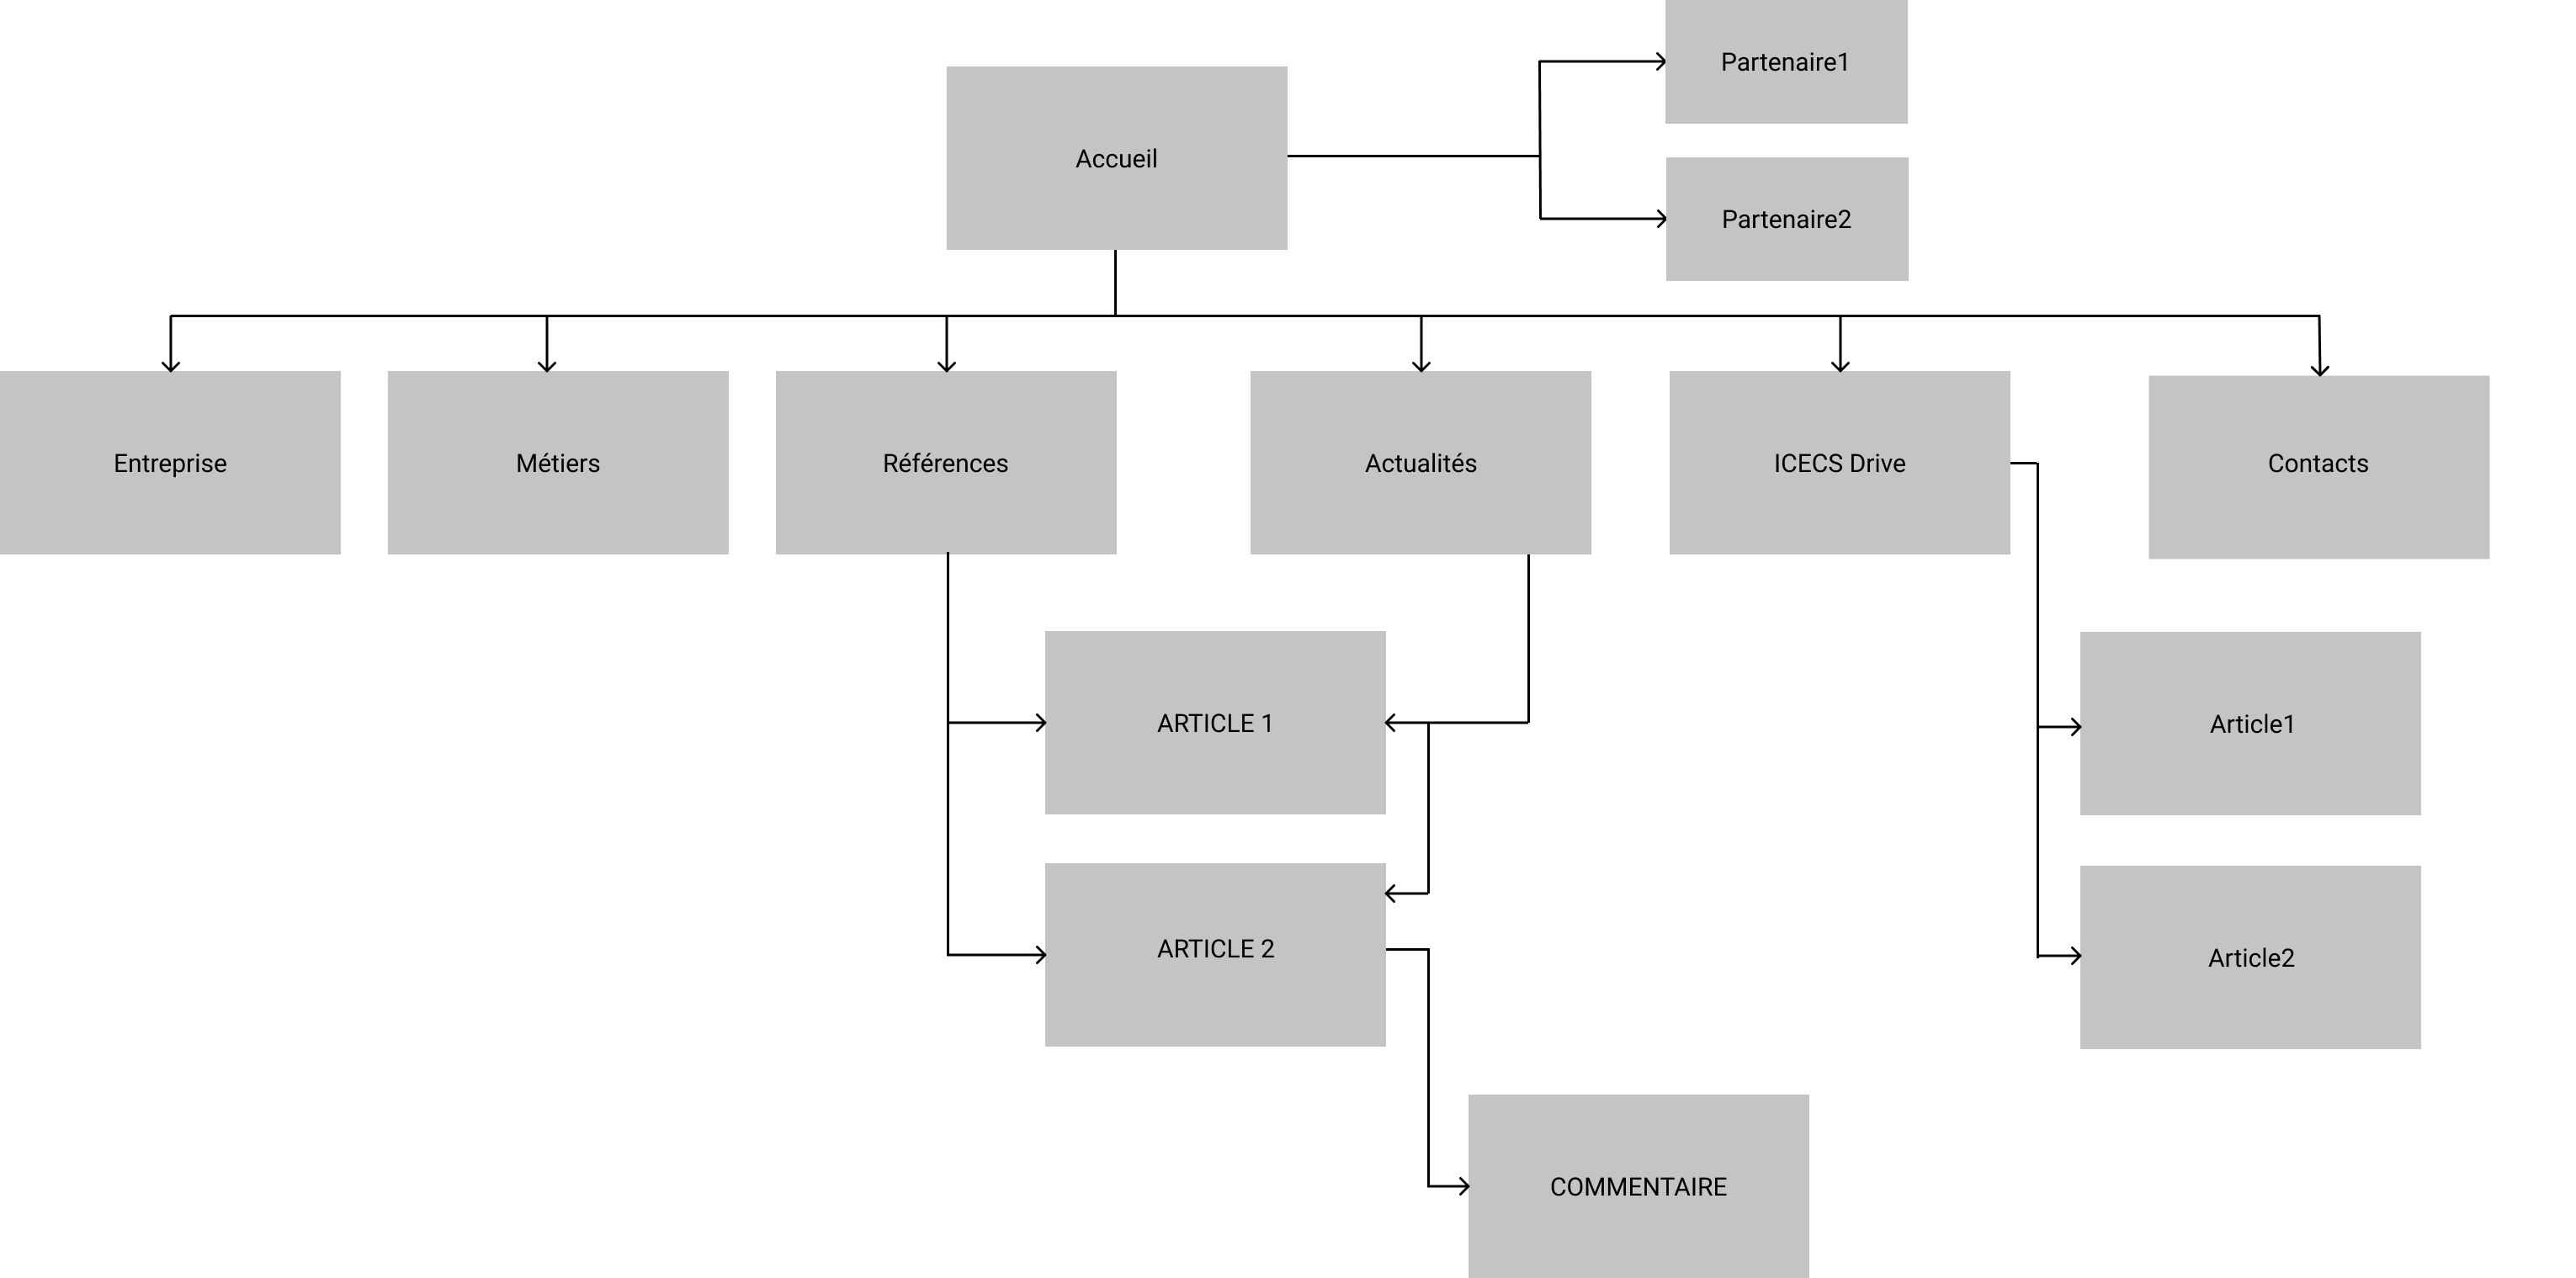 Partenaire1
Accueil
Partenaire2
Entreprise
Métiers
Références
Actualités
ICECS Drive
Contacts
ARTICLE 1
Article1
ARTICLE 2
Article2
COMMENTAIRE